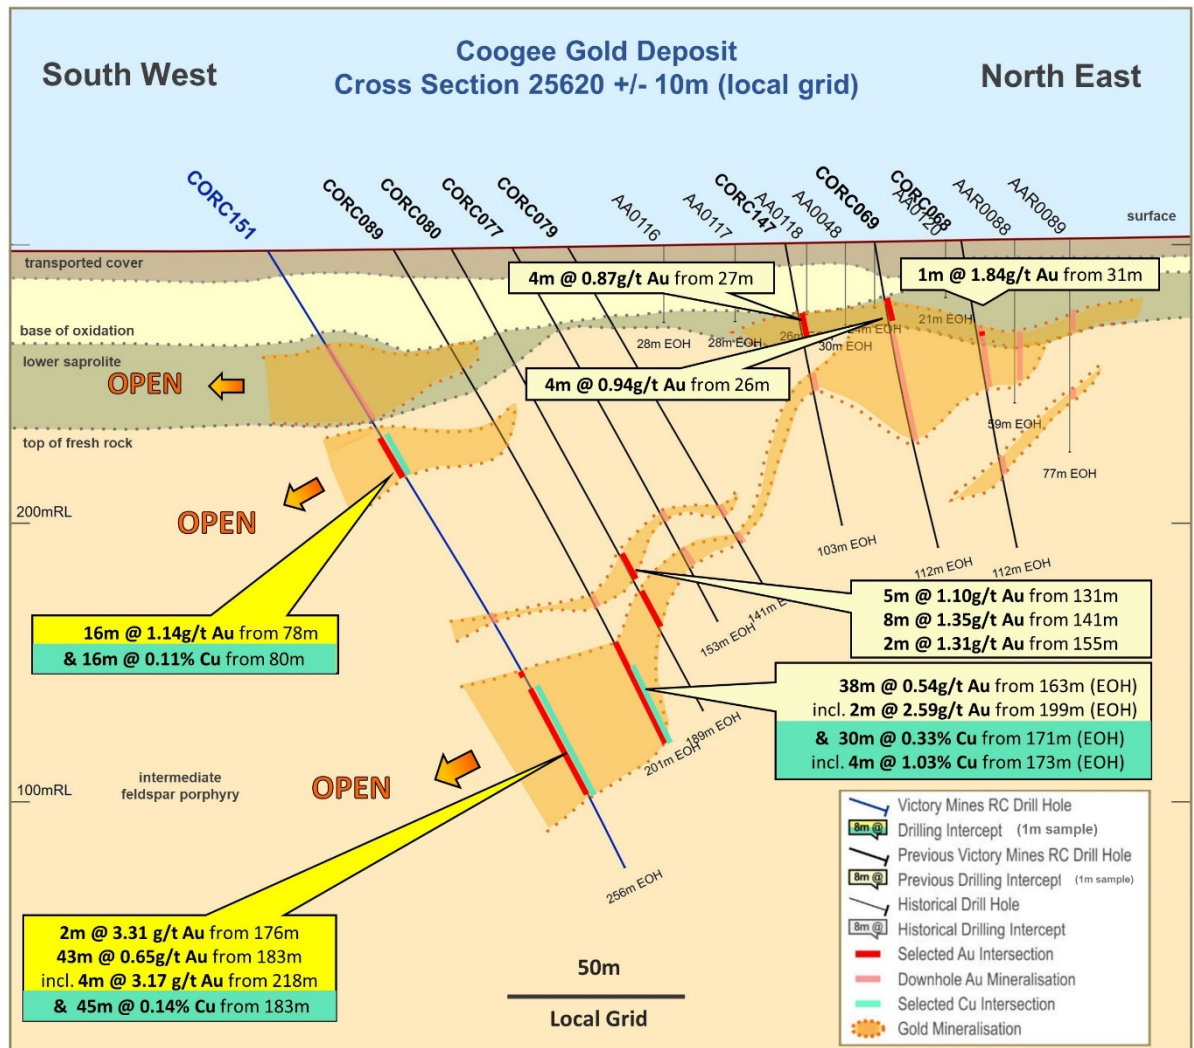 Coogee Gold Deposit
Cross Section 25620 +/- 10m (local grid)
South West
North East
CORC151
CORC089
CORC080
CORC077
CORC079
AA0116
AA0117
CORC147
AA0118
AA0048
CORC069
AA0120
CORC068
AAR0088
AAR0089
surface
transported cover
4m @ 0.87g/t Au from 27m
1m @ 1.84g/t Au from 31m
base of oxidation
28m EOH
28m EOH
30m EOH
21m EOH
lower saprolite
OPEN
4m @ 0.94g/t Au from 26m
59m EOH
top of fresh rock
77m EOH
200mRL
OPEN
103m EOH
112m EOH
112m EOH
5m @ 1.10g/t Au from 131m
8m @ 1.35g/t Au from 141m
2m @ 1.31g/t Au from 155m
153m EOH
16m @ 1.14g/t Au from 78m
& 16m @ 0.11% Cu from 80m
38m @ 0.54g/t Au from 163m (EOH)
incl. 2m @ 2.59g/t Au from 199m (EOH)
& 30m @ 0.33% Cu from 171m (EOH)
incl. 4m @ 1.03% Cu from 173m (EOH)
189m EOH
201m EOH
100mRL
intermediate
feldspar porphyry
OPEN
256m EOH
2m @ 3.31 g/t Au from 176m
43m @ 0.65g/t Au from 183m
incl. 4m @ 3.17 g/t Au from 218m
& 45m @ 0.14% Cu from 183m
50m
Local Grid
Victory Mines RC Drill Hole
8m @ Drilling Intercept (1m sample)
Previous Victory Mines RC Drill Hole
8m @ Previous Drilling Intercept (1m sample)
Historical Drill Hole
8m @ Historical Drilling Intercept
Selected Au Intersection
Downhole Au Mineralisation
Selected Cu Intersection
Gold Mineralisation